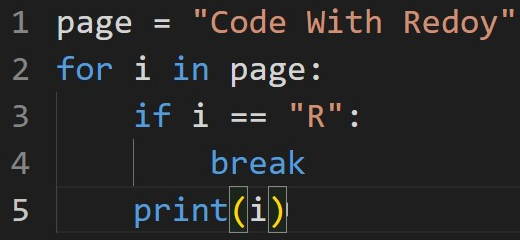 1 page = "Code With Redoy"
2 for i in page:
3     if i == "R":
4         break
5     print(i)